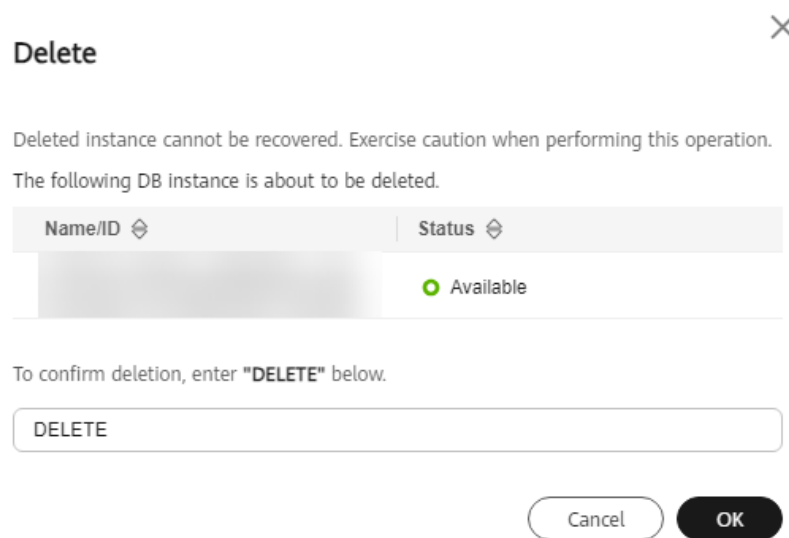 Delete
Deleted instance cannot be recovered. Exercise caution when performing this operation.
The following DB instance is about to be deleted.
Name/ID Status
Available
To confirm deletion, enter "DELETE" below.
DELETE
Cancel OK